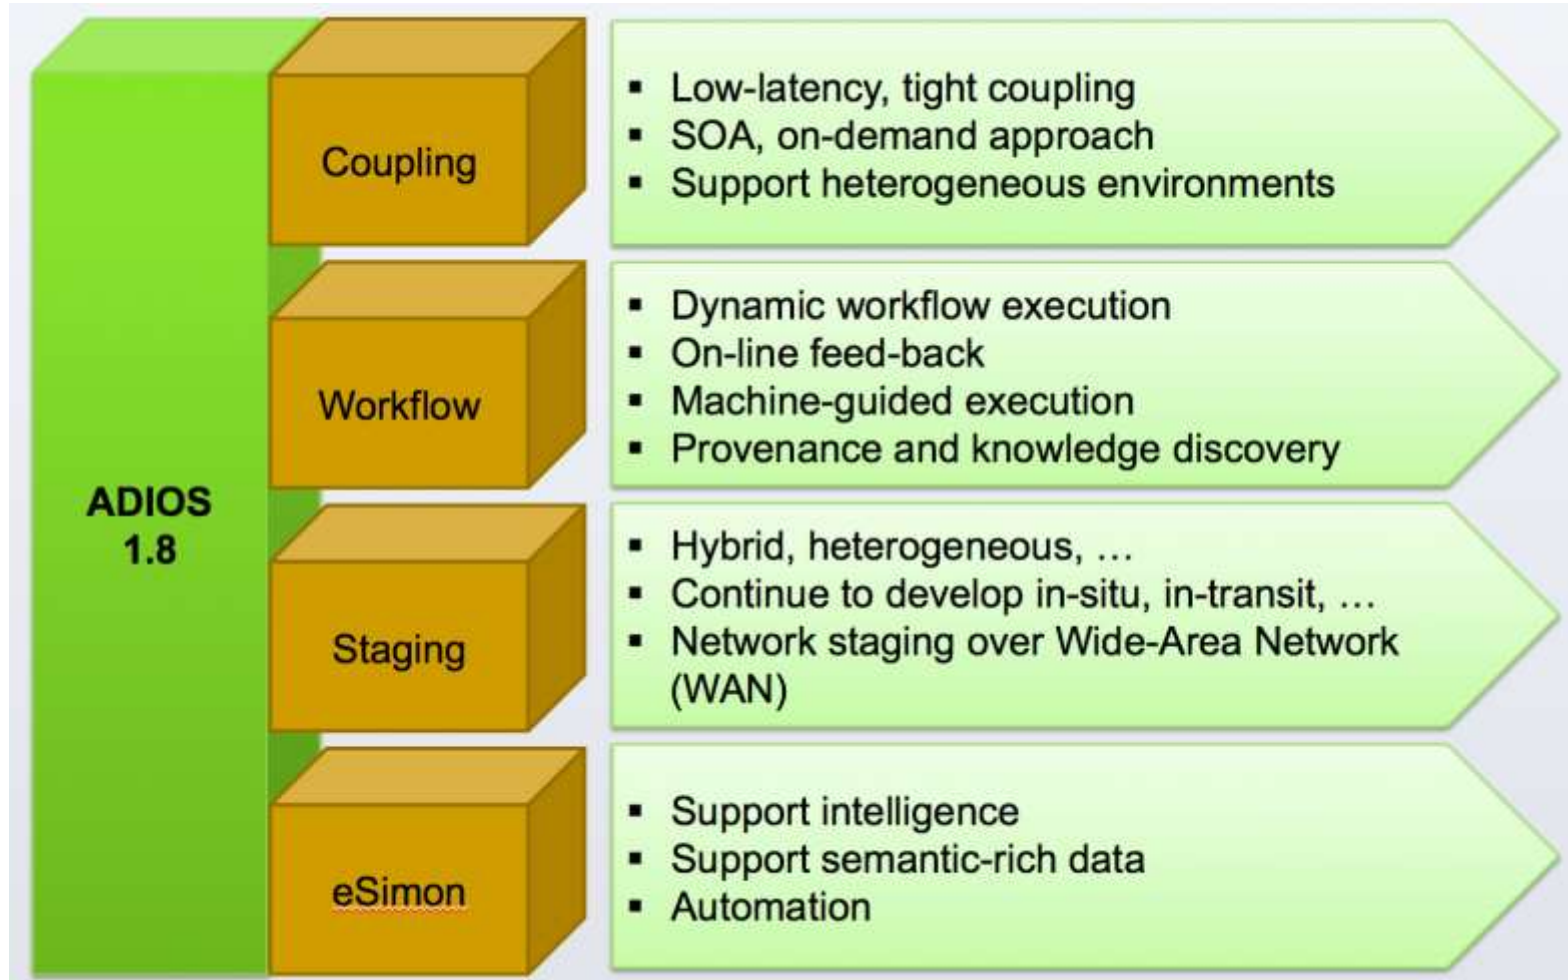 ADIOS
1.8
Coupling
▪ Low-latency, tight coupling
▪ SOA, on-demand approach
▪ Support heterogeneous environments
Workflow
▪ Dynamic workflow execution
▪ On-line feed-back
▪ Machine-guided execution
▪ Provenance and knowledge discovery
Staging
▪ Hybrid, heterogeneous, …
▪ Continue to develop in-situ, in-transit, …
▪ Network staging over Wide-Area Network
(WAN)
eSimon
▪ Support intelligence
▪ Support semantic-rich data
▪ Automation